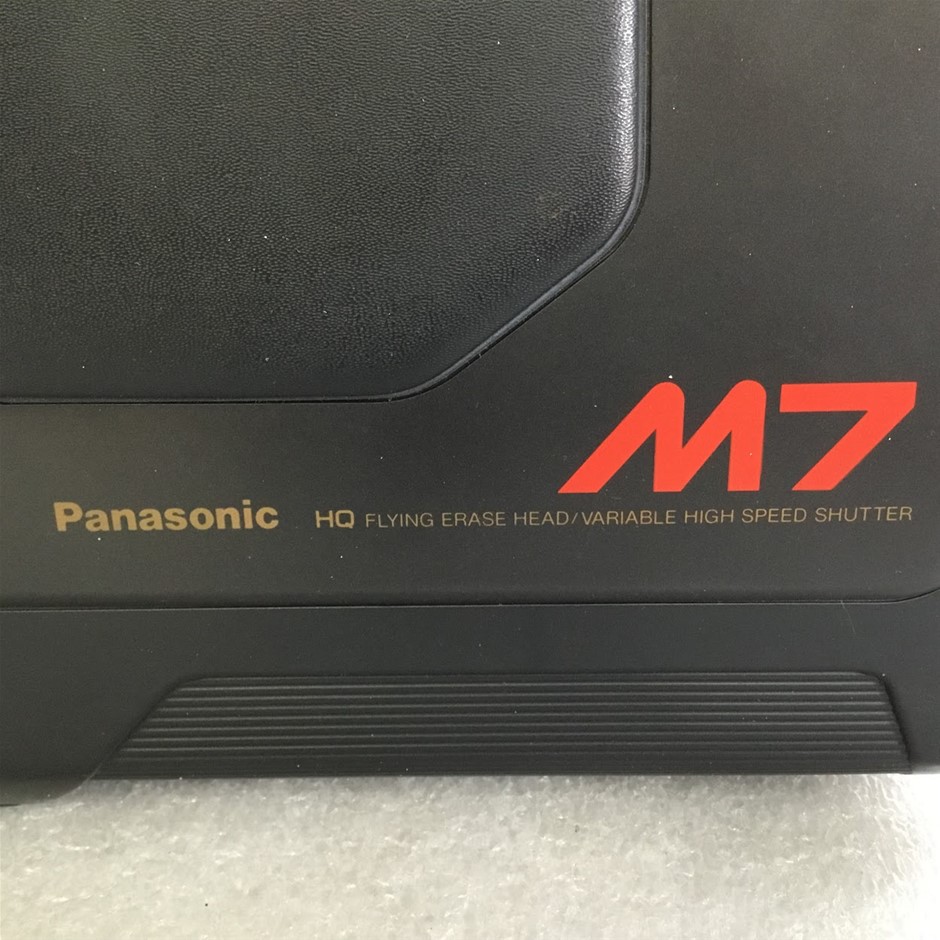 M7
Panasonic HQ FLYING ERASE HEAD/VARIABLE HIGH SPEED SHUTTER